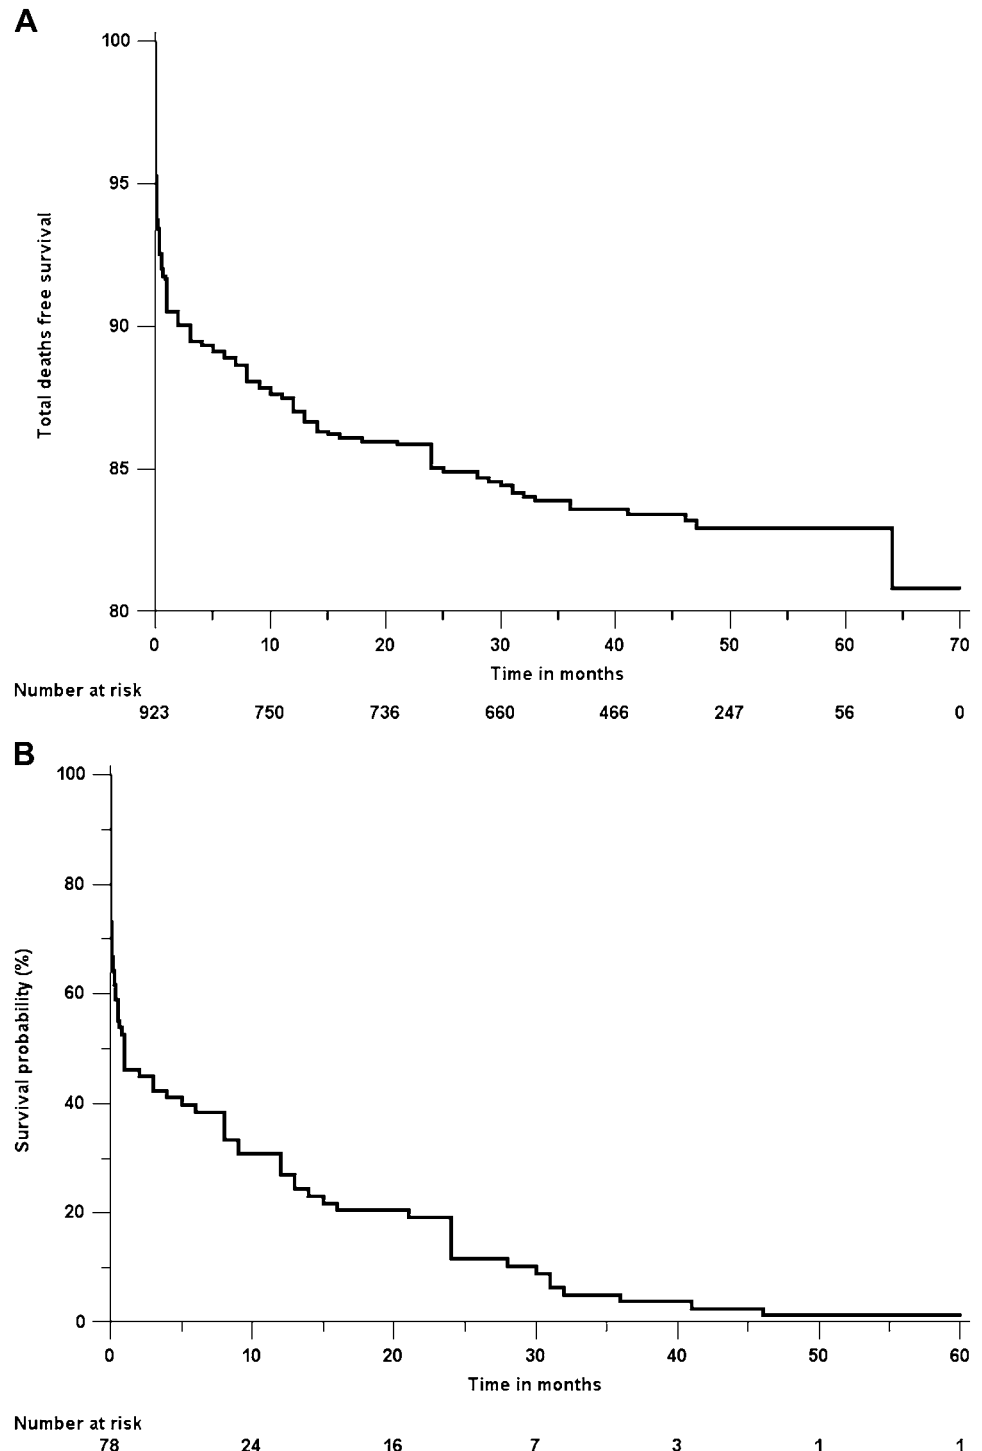 A
100
95
90
85
80
Total deaths free survival
0 10 20 30 40 50 60 70
Time in months
Number at risk
923 750 736 660 466 247 56 0
B
100
80
60
40
20
0
Survival probability (%)
0 10 20 30 40 50 60
Time in months
Number at risk
78 24 16 7 3 1 1